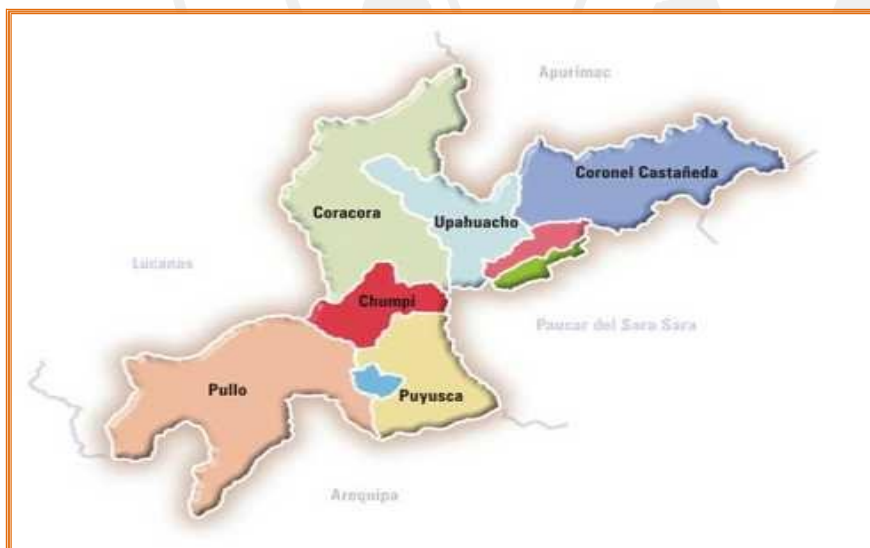 Apurimac
Coronel Castañeda
Coracora
Upahuacho
Lucanas
Chumpi
Paucar del Sara Sara
Pullo
Puyusca
Arequipa